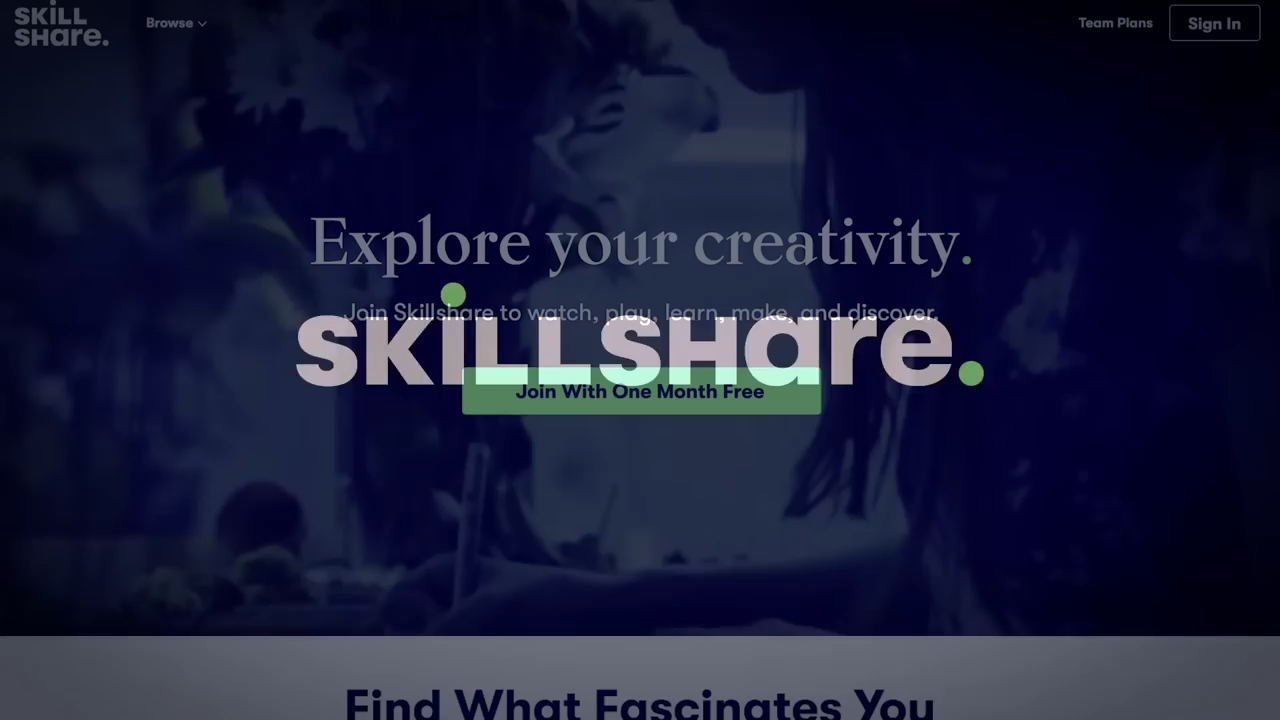 SKiLL
SHare.
Browse
Team Plans
Sign In
Explore your creativity.
Join Skillshare to watch, play, learn, make, and discover.
SKiLLSHare.
Join With One Month Free
Find What Fascinates You